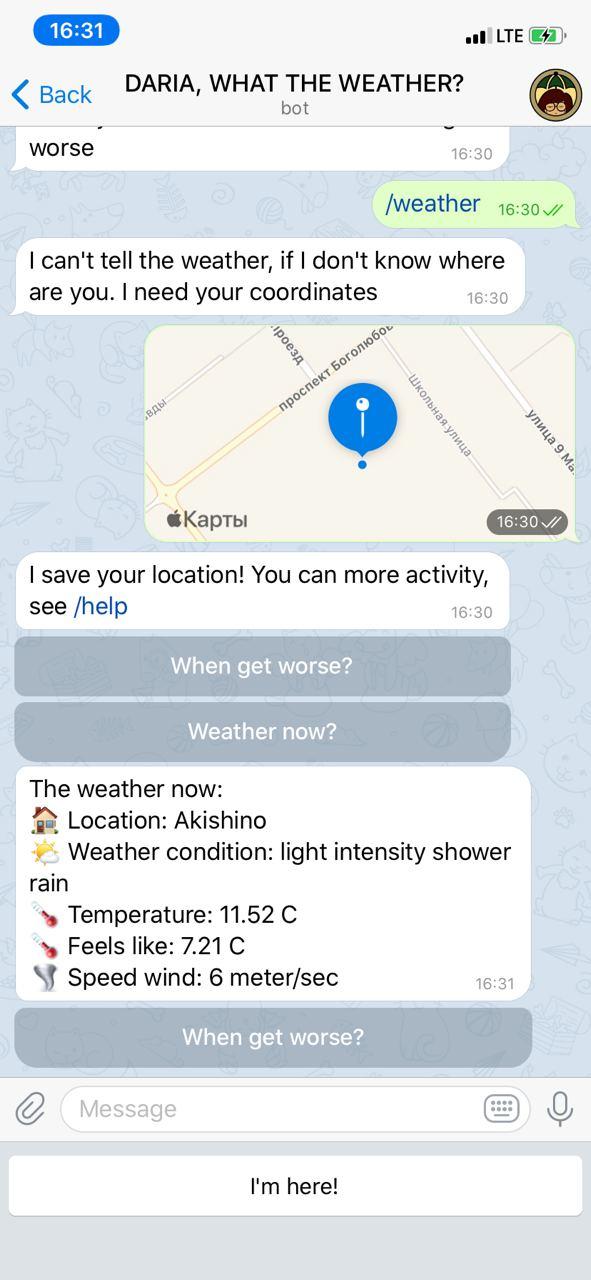 16:31
LTE
Back
DARIA, WHAT THE WEATHER?
bot
worse
16:30
/weather
16:30
I can't tell the weather, if I don't know where
are you. I need your coordinates
16:30
проезд
проспект Боголюбов
Школьная улица
улица 9 Ма
вды
Карты
16:30
I save your location! You can more activity,
see /help
16:30
When get worse?
Weather now?
The weather now:
Location: Akishino
Weather condition: light intensity shower
rain
Temperature: 11.52 C
Feels like: 7.21 C
Speed wind: 6 meter/sec
16:31
When get worse?
Message
I'm here!